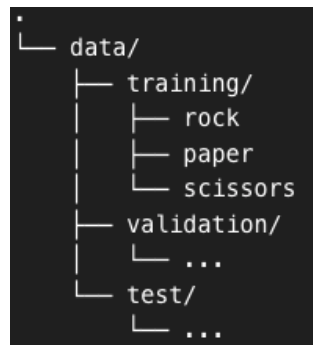 .
└── data/
    ├── training/
    │   ├── rock
    │   ├── paper
    │   └── scissors
    ├── validation/
    │   └── ...
    └── test/
        └── ...